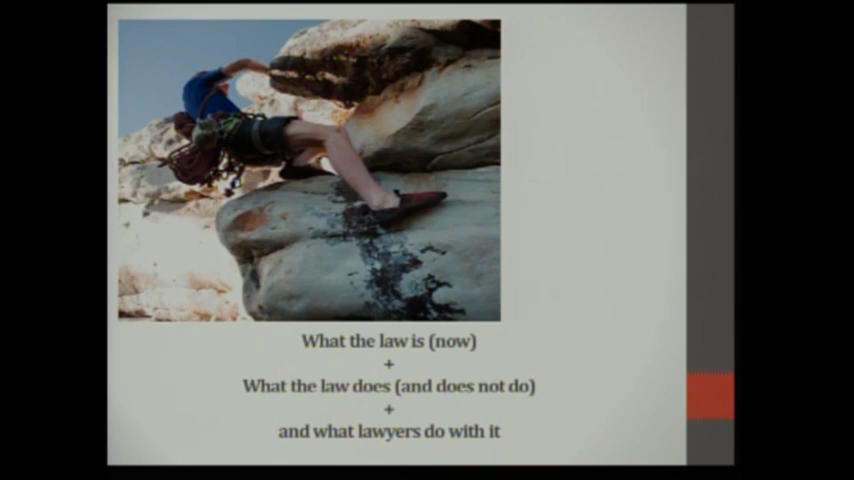 What the law is (now)
+
What the law does (and does not do)
+
and what lawyers do with it